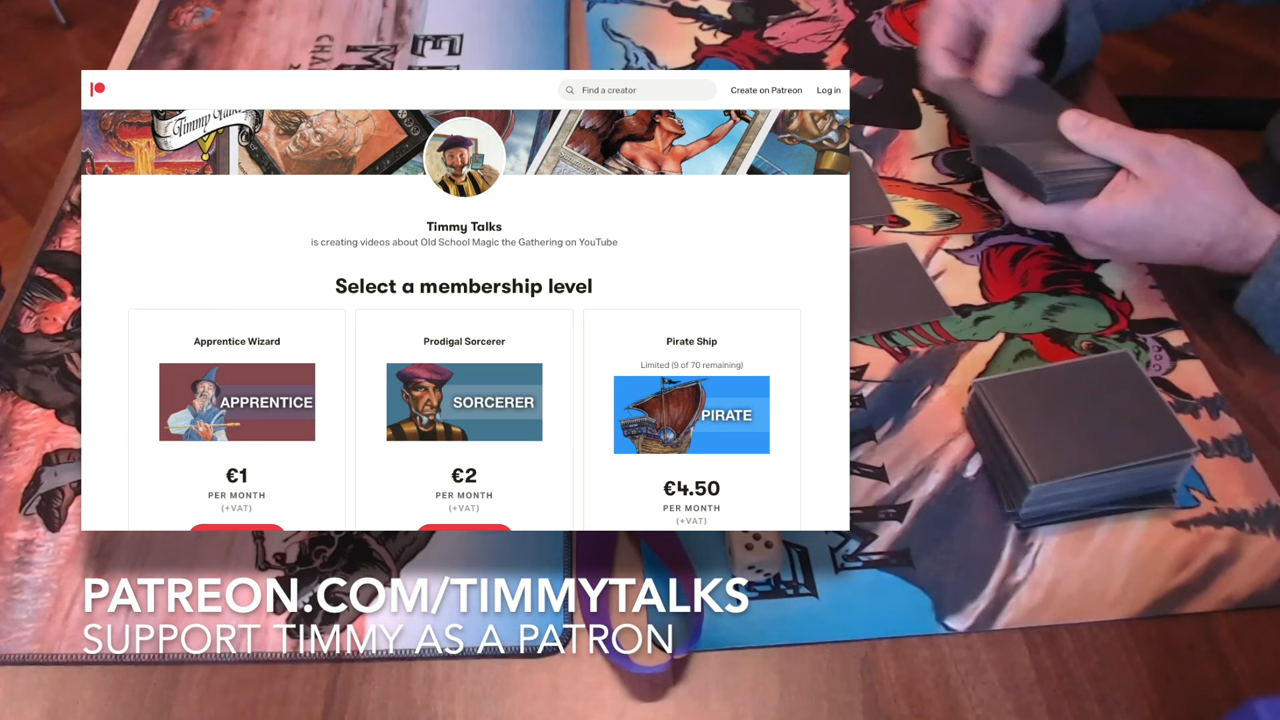 Find a creator
Create on Patreon
Log in
Timmy Talks
Timmy Talks
is creating videos about Old School Magic the Gathering on YouTube
Select a membership level
Apprentice Wizard
Prodigal Sorcerer
Pirate Ship
Limited (9 of 70 remaining)
APPRENTICE
SORCERER
PIRATE
€1
PER MONTH
(+VAT)
€2
PER MONTH
(+VAT)
€4.50
PER MONTH
(+VAT)
PATREON.COM/TIMMYTALKS
SUPPORT TIMMY AS A PATRON